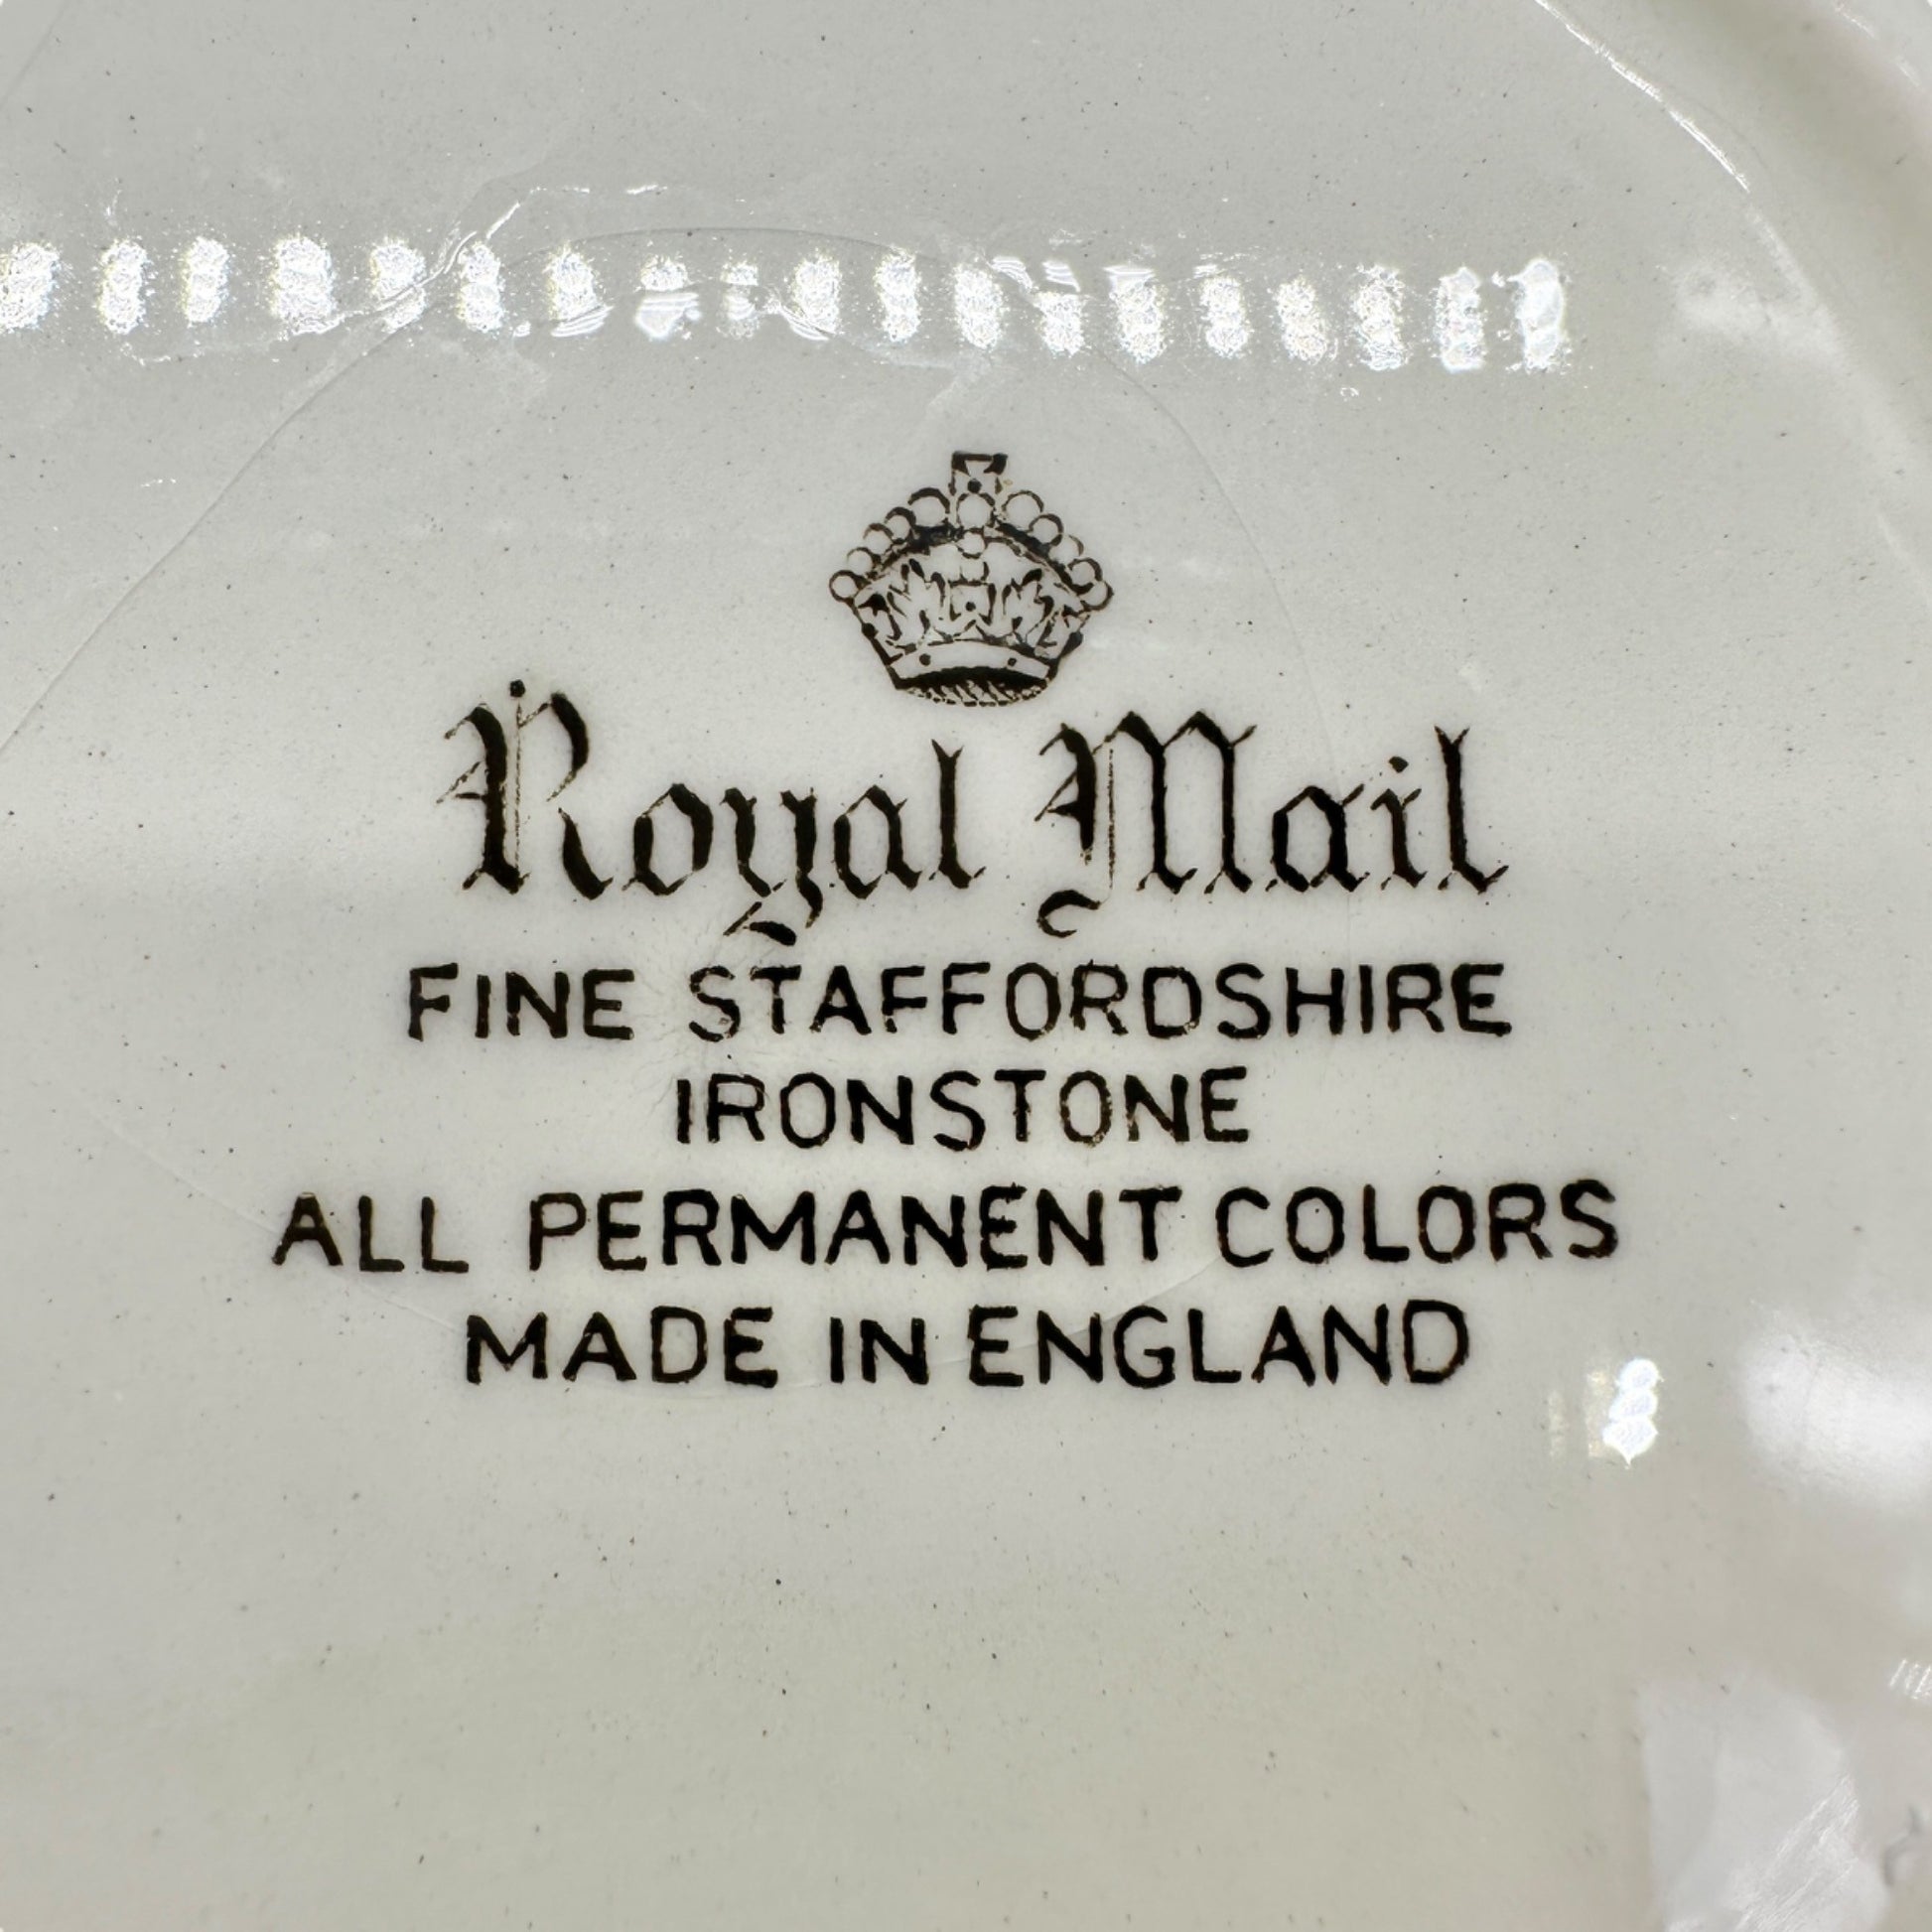 Royal Mail
FINE STAFFORDSHIRE
IRONSTONE
ALL PERMANENT COLORS
MADE IN ENGLAND